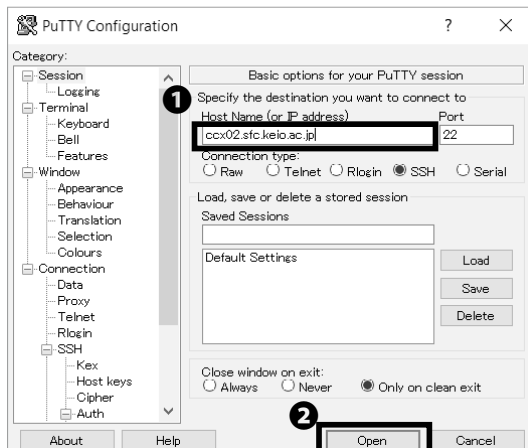 PuTTY Configuration ? ×
Category:
Session
Logging
Terminal
Keyboard
Bell
Features
Window
Appearance
Behaviour
Translation
Selection
Colours
Connection
Data
Proxy
Telnet
Rlogin
SSH
Kex
Host keys
Cipher
Auth
Basic options for your PuTTY session
1
Specify the destination you want to connect to
Host Name (or IP address) Port
ccx02.sfc.keio.ac.jp 22
Connection type:
Raw Telnet Rlogin SSH Serial
Load, save or delete a stored session
Saved Sessions
Default Settings
Load
Save
Delete
Close window on exit:
Always Never Only on clean exit
2
About Help Open Cancel